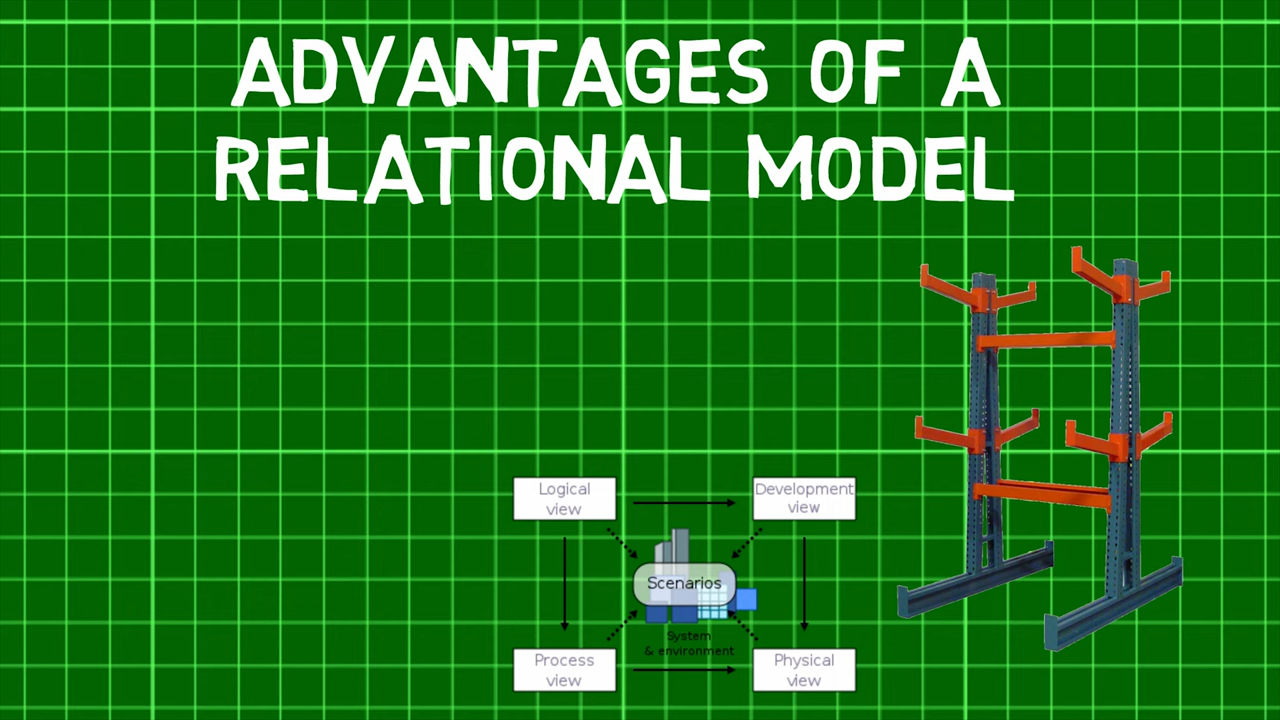 ADVANTAGES OF A
RELATIONAL MODEL
Logical
view
Development
view
Scenarios
System
& environment
Process
view
Physical
view